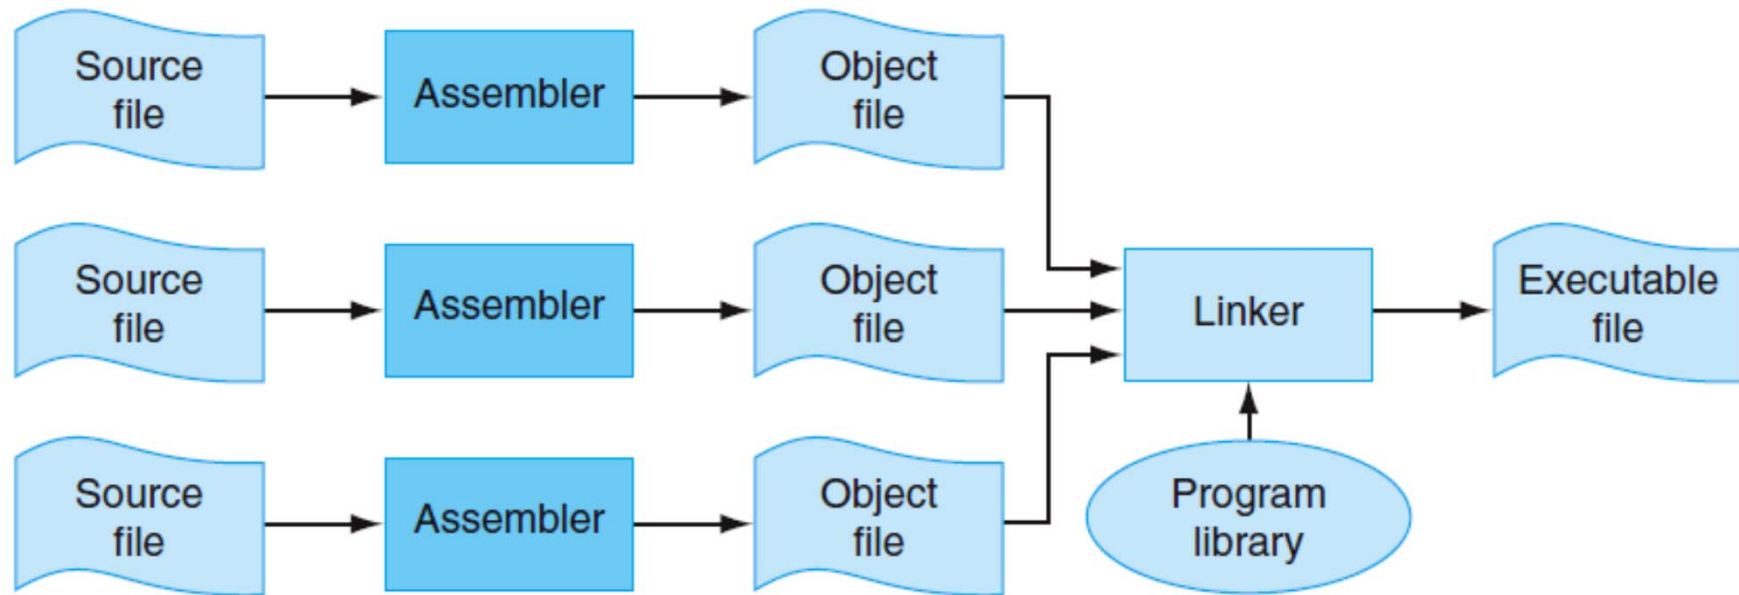 Source
file
Assembler
Object
file
Source
file
Assembler
Object
file
Linker
Executable
file
Source
file
Assembler
Object
file
Program
library